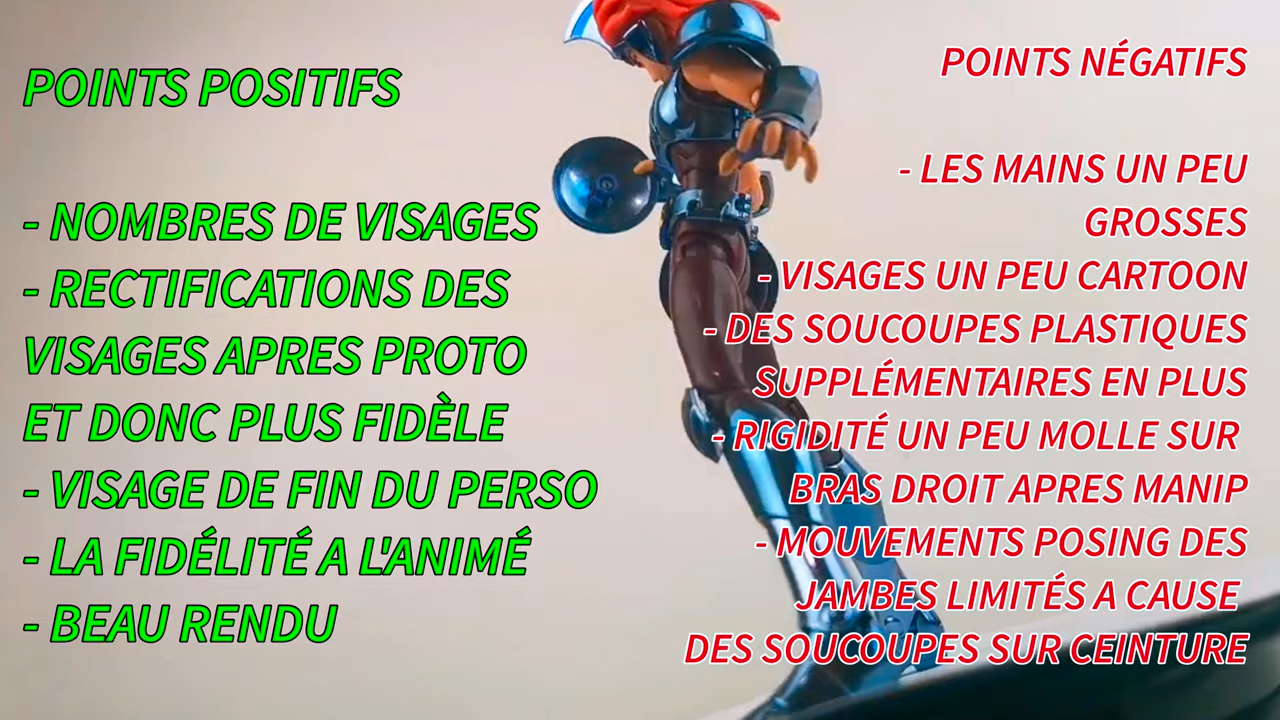 POINTS POSITIFS
- NOMBRES DE VISAGES
- RECTIFICATIONS DES
VISAGES APRES PROTO
ET DONC PLUS FIDÈLE
- VISAGE DE FIN DU PERSO
- LA FIDÉLITÉ A L'ANIMÉ
- BEAU RENDU
POINTS NÉGATIFS
- LES MAINS UN PEU
GROSSES
- VISAGES UN PEU CARTOON
- DES SOUCOUPES PLASTIQUES
SUPPLÉMENTAIRES EN PLUS
- RIGIDITÉ UN PEU MOLLE SUR
BRAS DROIT APRES MANIP
- MOUVEMENTS POSING DES
JAMBES LIMITÉS A CAUSE
DES SOUCOUPES SUR CEINTURE